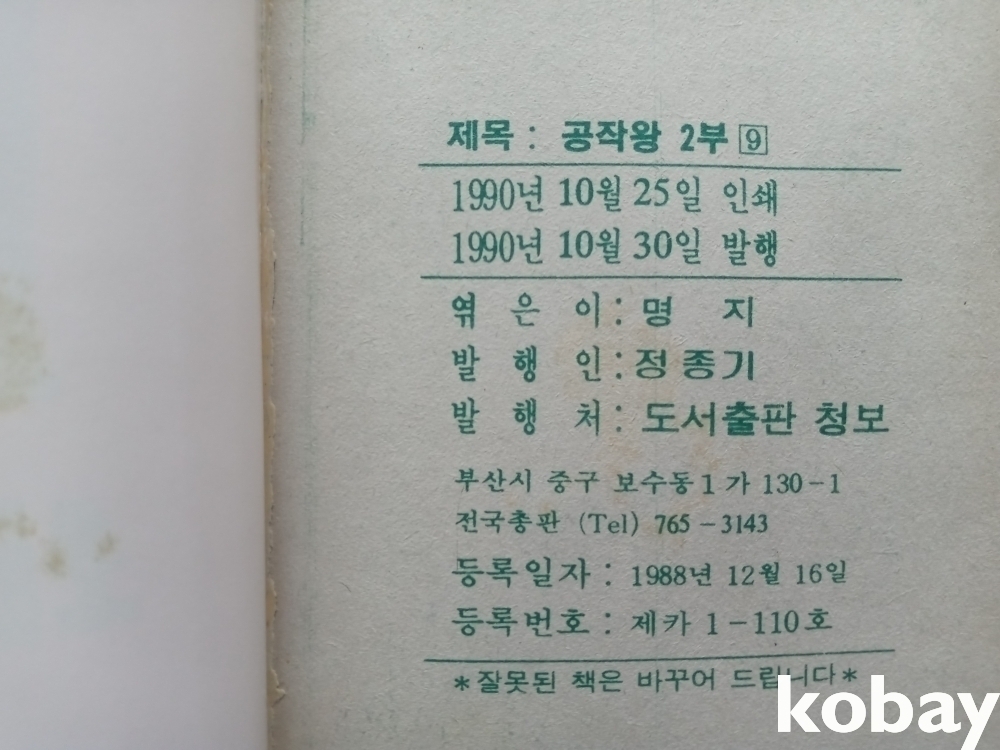 제목 : 공작왕 2부 9
1990년 10월 25일 인쇄
1990년 10월 30일 발행
엮 은 이 : 명 지
발 행 인 : 정종기
발 행 처 : 도서출판 청보
부산시 중구 보수동 1 가 130-1
전국총판 (Tel) 765-3143
등록일자 : 1988년 12월 16일
등록번호 : 제카 1-110호
*잘못된 책은 바꾸어 드립니다*
kobay